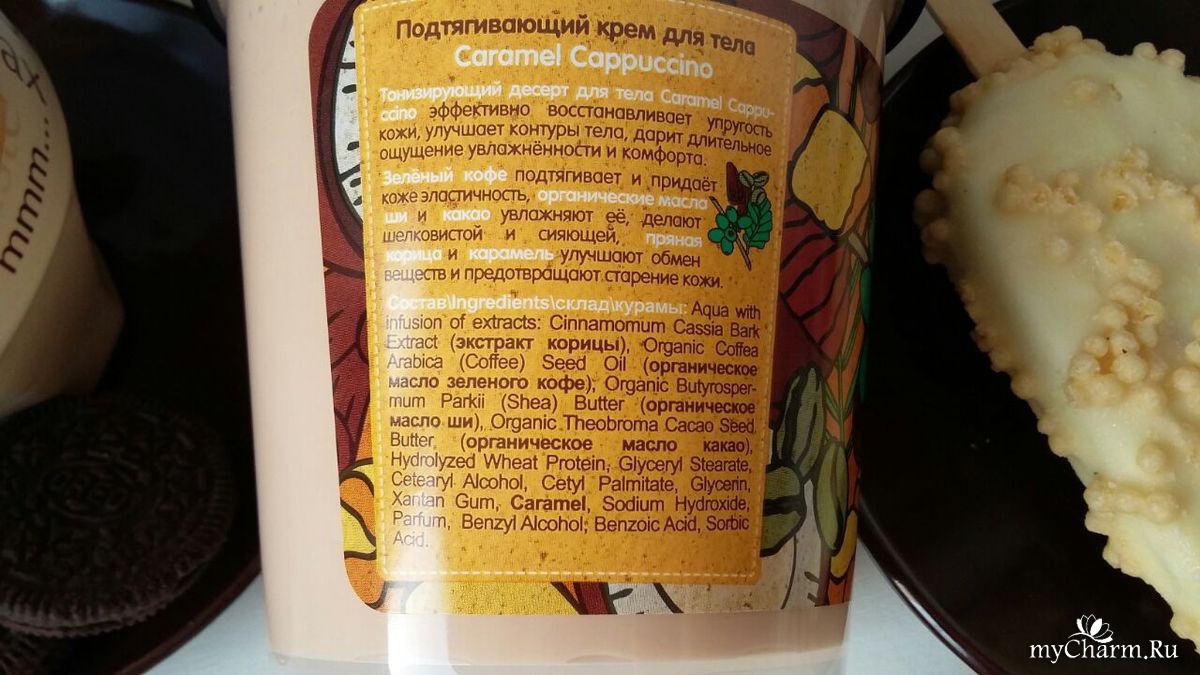 Подтягивающий крем для тела
Caramel Cappuccino
Тонизирующий десерт для тела Caramel Cappu-
ccino эффективно восстанавливает упругость
кожи, улучшает контуры тела, дарит длительное
ощущение увлажнённости и комфорта.
Зелёный кофе подтягивает и придаёт
коже эластичность, органические масла
ши и какао увлажняют её, делают
шелковистой и сияющей, пряная
корица и карамель улучшают обмен
веществ и предотвращают старение кожи.
Состав\Ingredients\склад\курамы: Aqua with
infusion of extracts: Cinnamomum Cassia Bark
Extract (экстракт корицы), Organic Coffea
Arabica (Coffee) Seed Oil (органическое
масло зеленого кофе), Organic Butyrosper-
mum Parkii (Shea) Butter (органическое
масло ши), Organic Theobroma Cacao Seed
Butter, (органическое масло какао),
Hydrolyzed Wheat Protein, Glyceryl Stearate,
Cetearyl Alcohol, Cetyl Palmitate, Glycerin,
Xantan Gum, Caramel, Sodium Hydroxide,
Parfum, Benzyl Alcohol, Benzoic Acid, Sorbic
Acid.
mmm...
myCharm.Ru